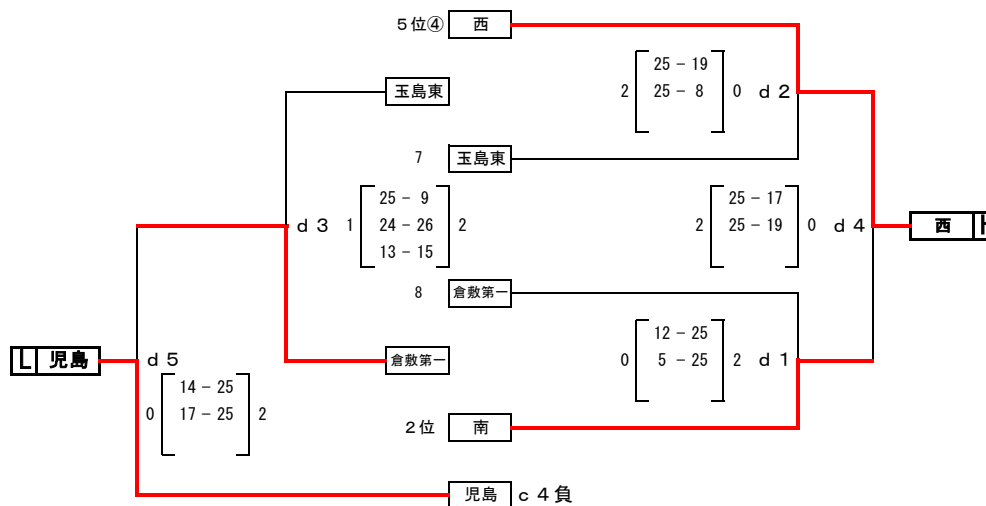 5位④ 西
25 － 19
玉島東
2 25 － 8 0 ｄ２
7 玉島東
25 － 9
25 － 17
ｄ３ 1 24 － 26 2
2 25 － 19 0 ｄ４
西
13 － 15
8 倉敷第一
12 － 25
L 児島
ｄ５
倉敷第一
0 5 － 25 2 ｄ１
14 － 25
0 17 － 25 2
２位 南
児島 ｃ４負